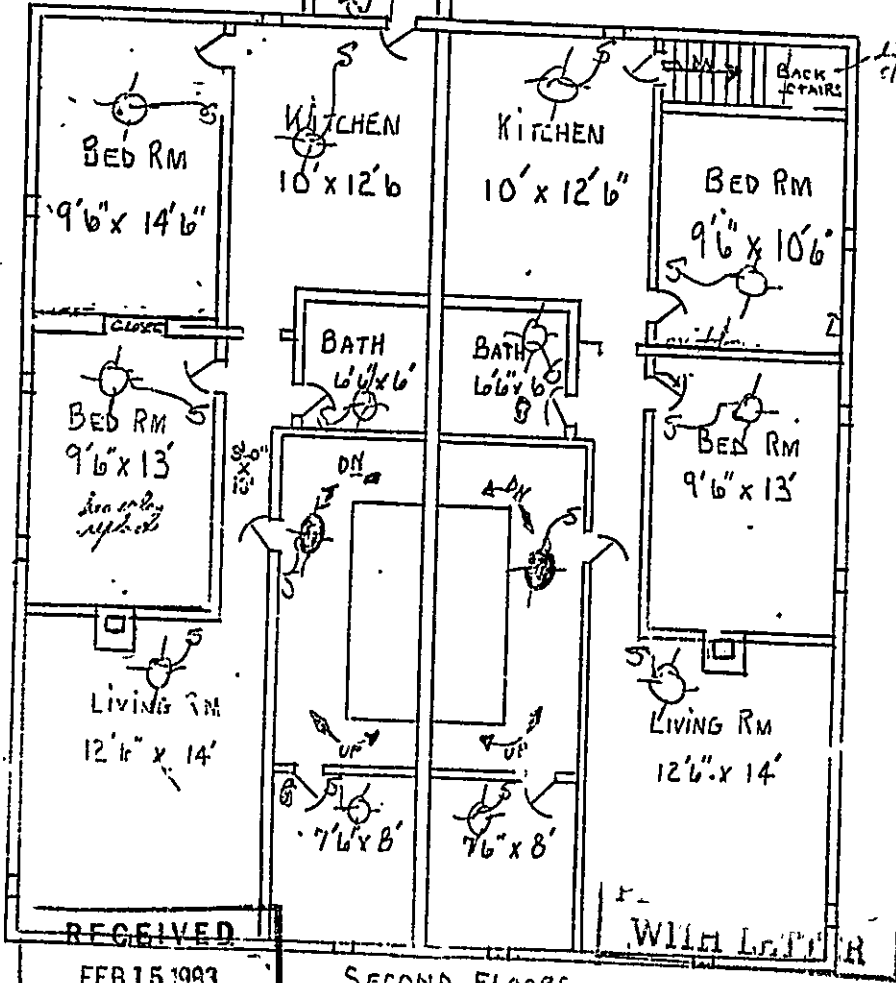 BACK
STAIRS
BED RM
9'6" x 14'6"
KITCHEN
10' x 12'6
KITCHEN
10' x 12'6"
BED RM
9'6" x 10'6"
CLOSET
BATH
6'6" x 6'
BATH
6'6" x 6'
BED RM
9'6" x 13'
DN
DN
BED RM
9'6" x 13'
LIVING RM
12'6" x 14'
UP
UP
LIVING RM
12'6" x 14'
7'6" x 8'
7'6" x 8'
RECEIVED
FEB 15 1983
SECOND FLOORS
WITH LETTER